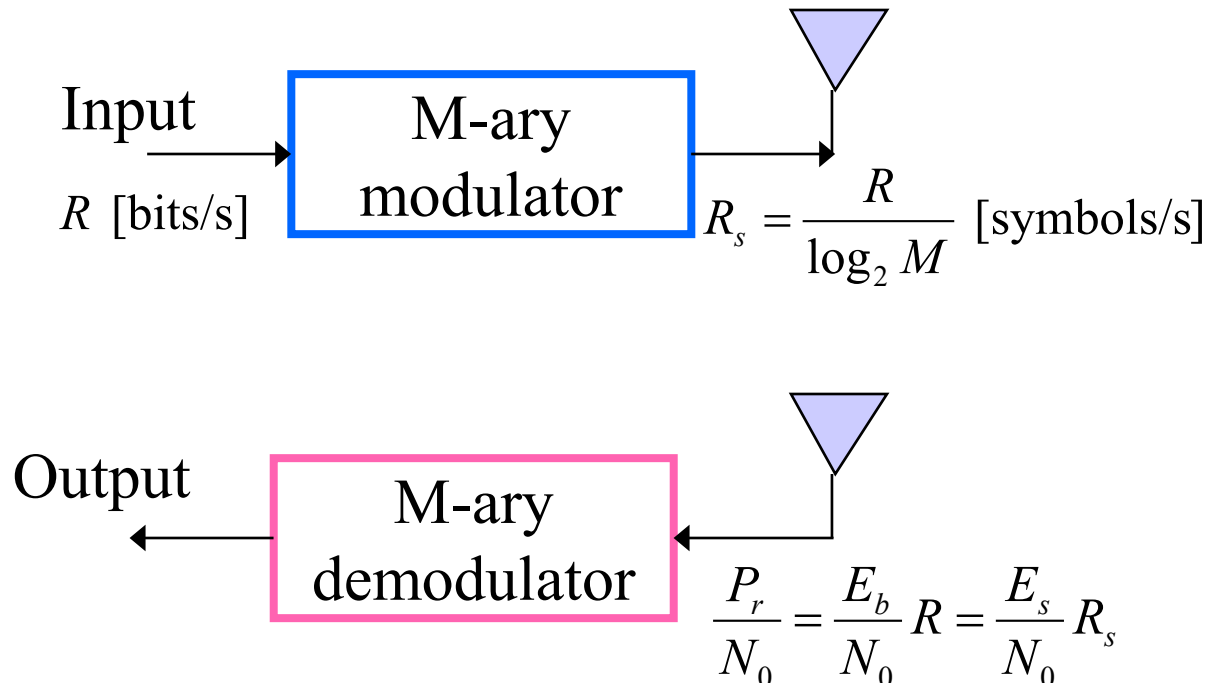 Input
R [bits/s]
M-ary
modulator
R_s = R / log_2 M [symbols/s]
Output
M-ary
demodulator
P_r / N_0 = E_b / N_0 R = E_s / N_0 R_s